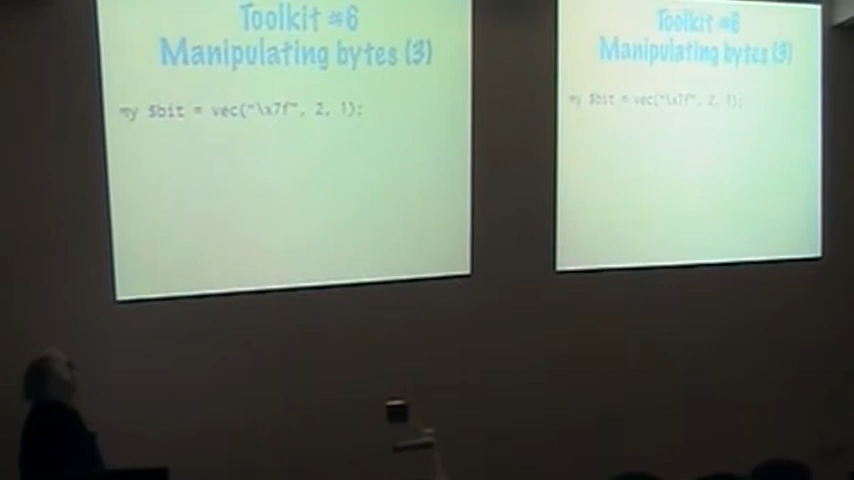 Toolkit #6
Manipulating bytes (3)
my $bit = vec("\x7f", 2, 1);
Toolkit #6
Manipulating bytes (3)
my $bit = vec("\x7f", 2, 1);